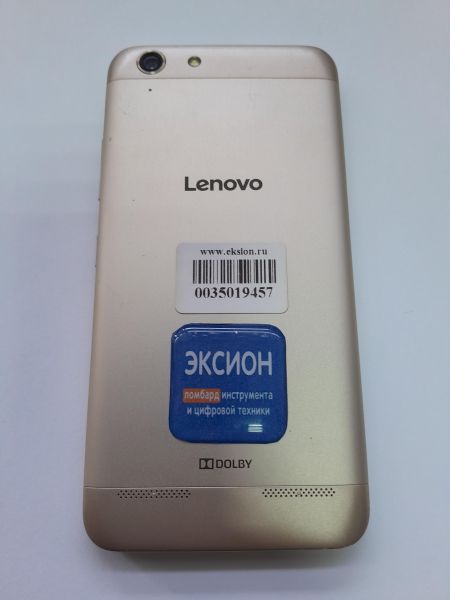 Lenovo
www.eksion.ru
0035019457
ЭКСИОН
ломбард инструмента
и цифровой техники
DOLBY